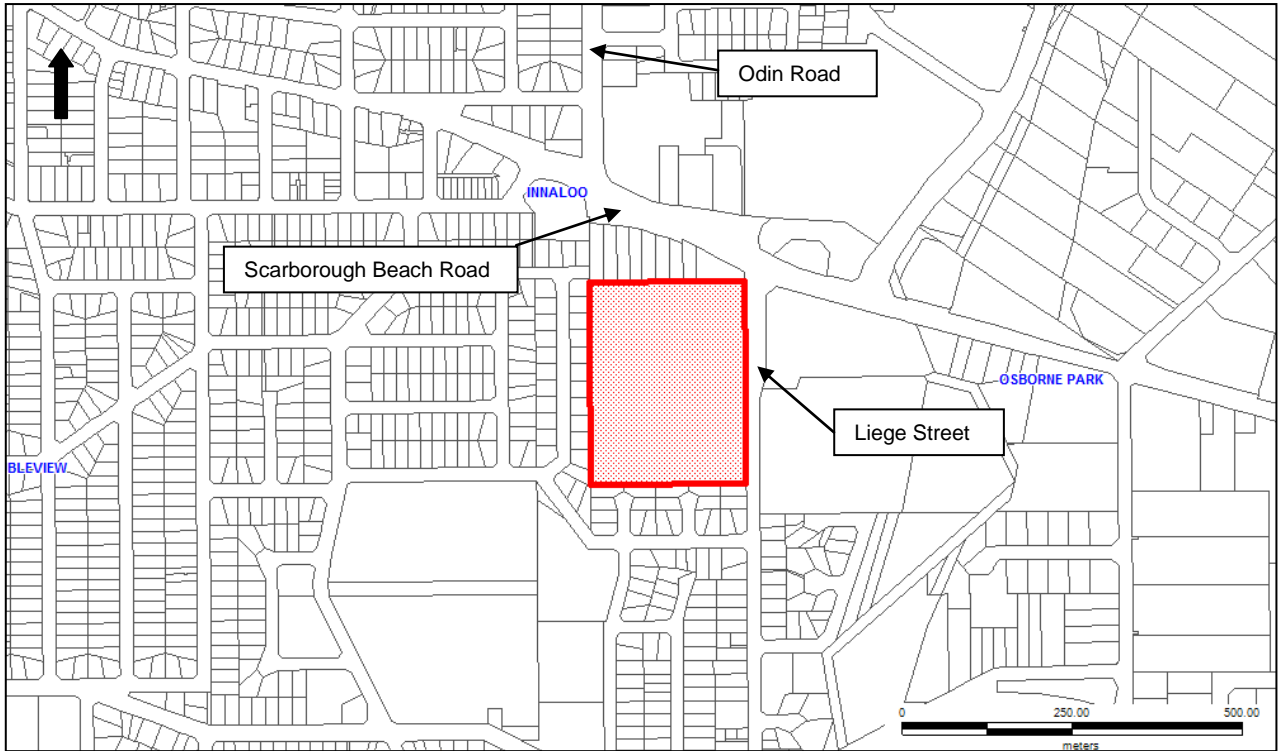 Odin Road
INNALOO
Scarborough Beach Road
OSBORNE PARK
Liege Street
BLEVIEW
0 250.00 500.00
meters